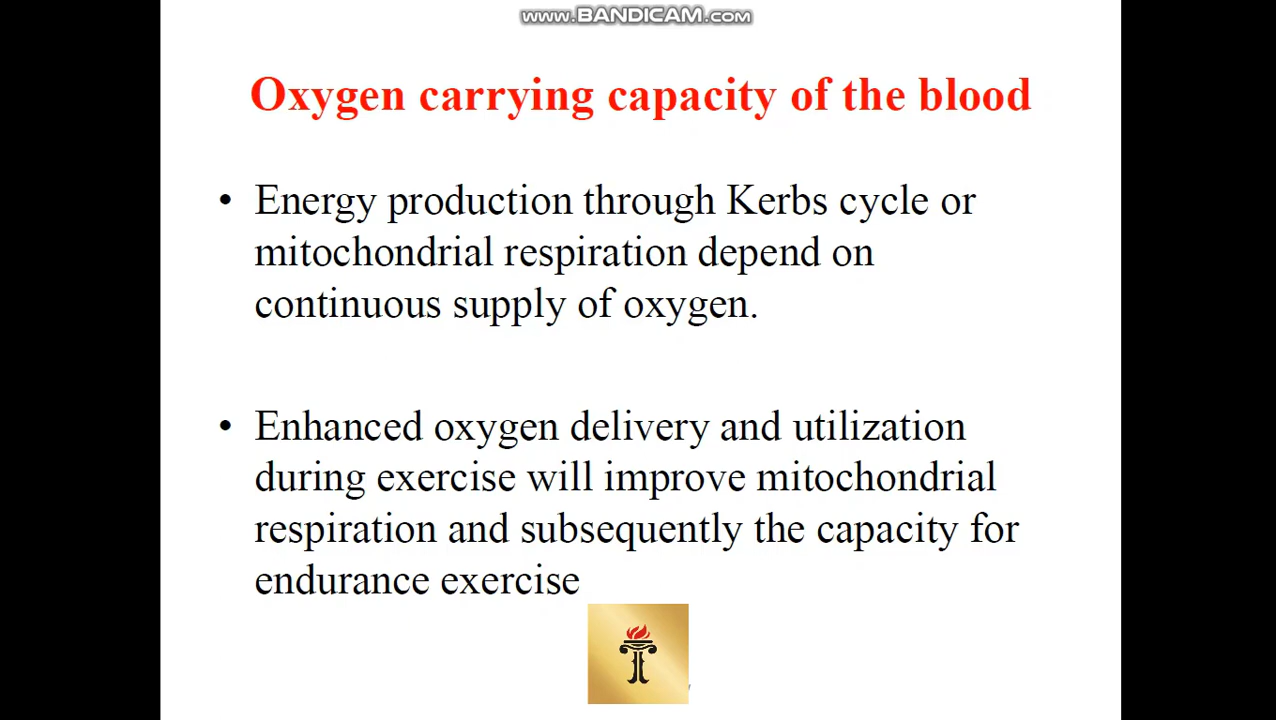 www.BANDICAM.com
Oxygen carrying capacity of the blood
• Energy production through Kerbs cycle or
mitochondrial respiration depend on
continuous supply of oxygen.
• Enhanced oxygen delivery and utilization
during exercise will improve mitochondrial
respiration and subsequently the capacity for
endurance exercise